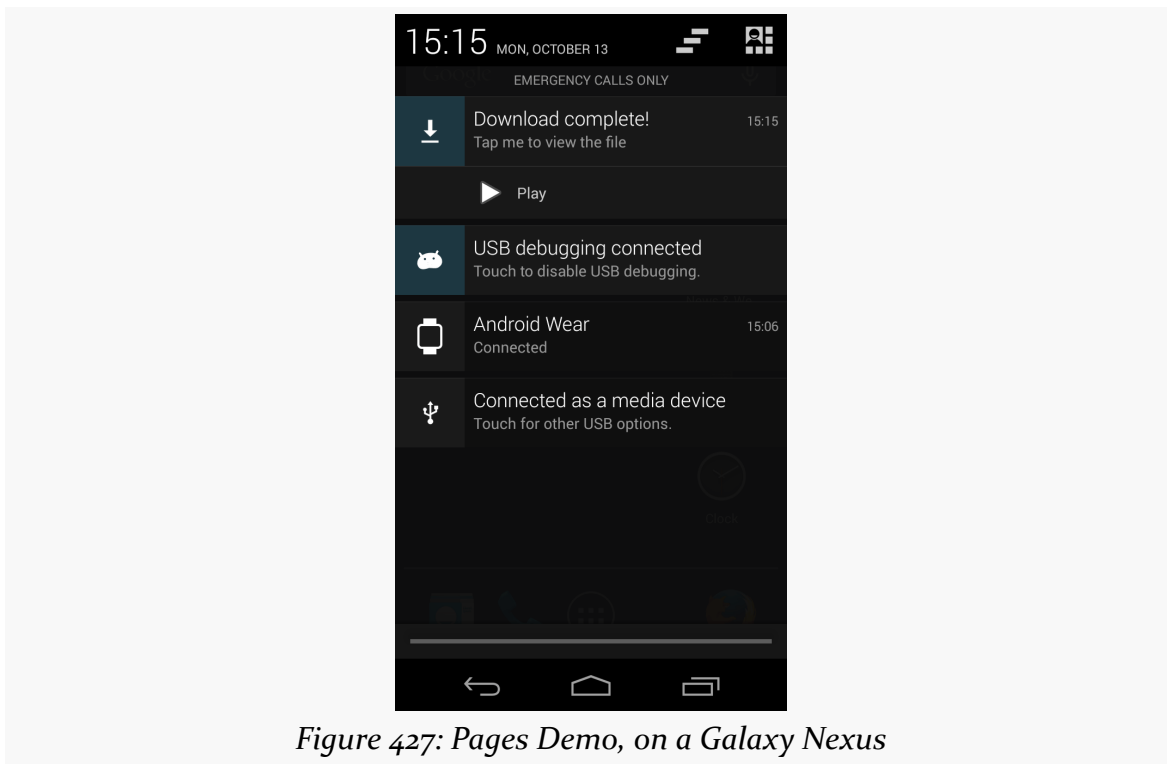 15:15 MON, OCTOBER 13
EMERGENCY CALLS ONLY
Download complete! 15:15
Tap me to view the file
Play
USB debugging connected
Touch to disable USB debugging.
Android Wear 15:06
Connected
Connected as a media device
Touch for other USB options.
Clock
Figure 427: Pages Demo, on a Galaxy Nexus